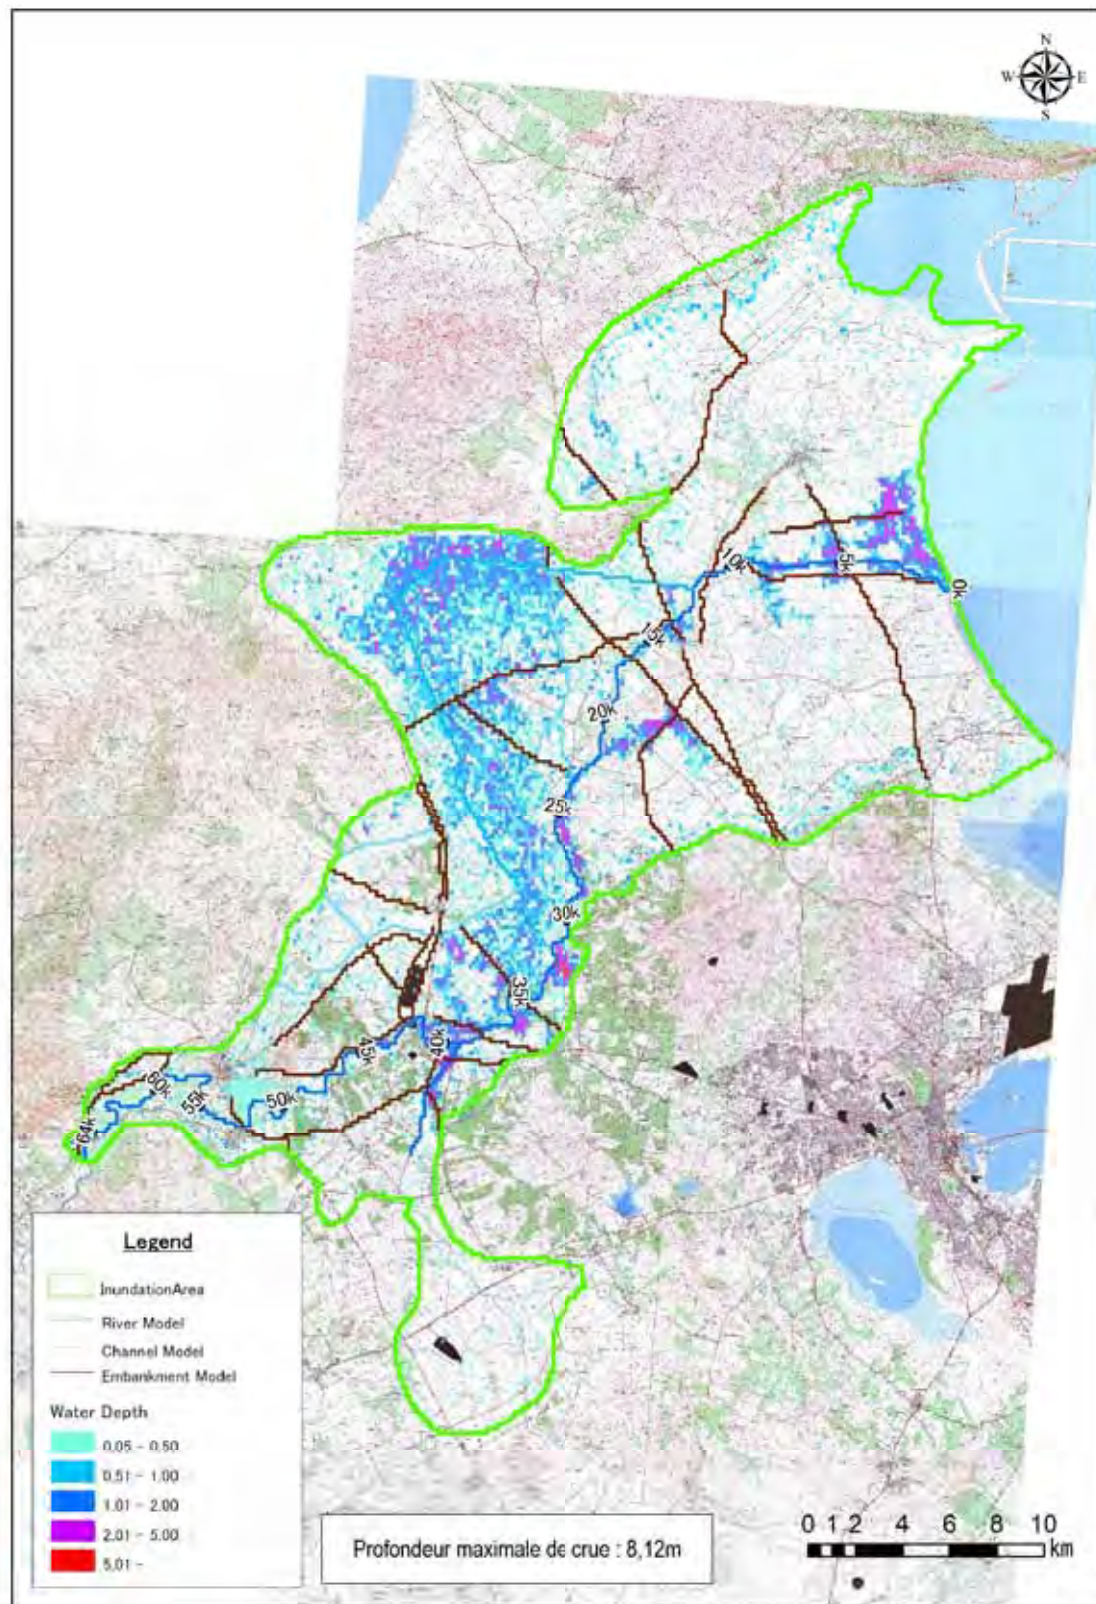 N
W E
S
10k
5k
0k
15k
20k
25k
30k
35k
40k
45k
60k
55k
50k
64k
Legend
InundationArea
River Model
Channel Model
Embankment Model
Water Depth
0.05 - 0.50
0.51 - 1.00
1.01 - 2.00
2.01 - 5.00
5.01 -
Profondeur maximale de crue : 8,12m
0 1 2 4 6 8 10
km